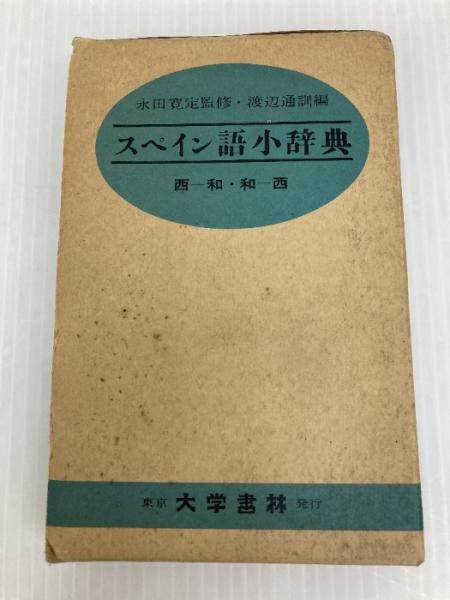 永田寛定監修・渡辺通訓編
スペイン語小辞典
西―和・和―西
東京 大学書林 発行